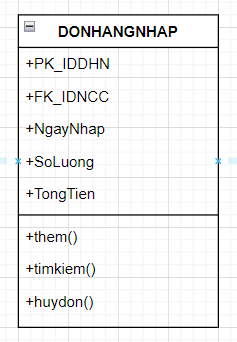 DONHANGNHAP
+PK_IDDHN
+FK_IDNCC
+NgayNhap
+SoLuong
+TongTien
+them()
+timkiem()
+huydon()